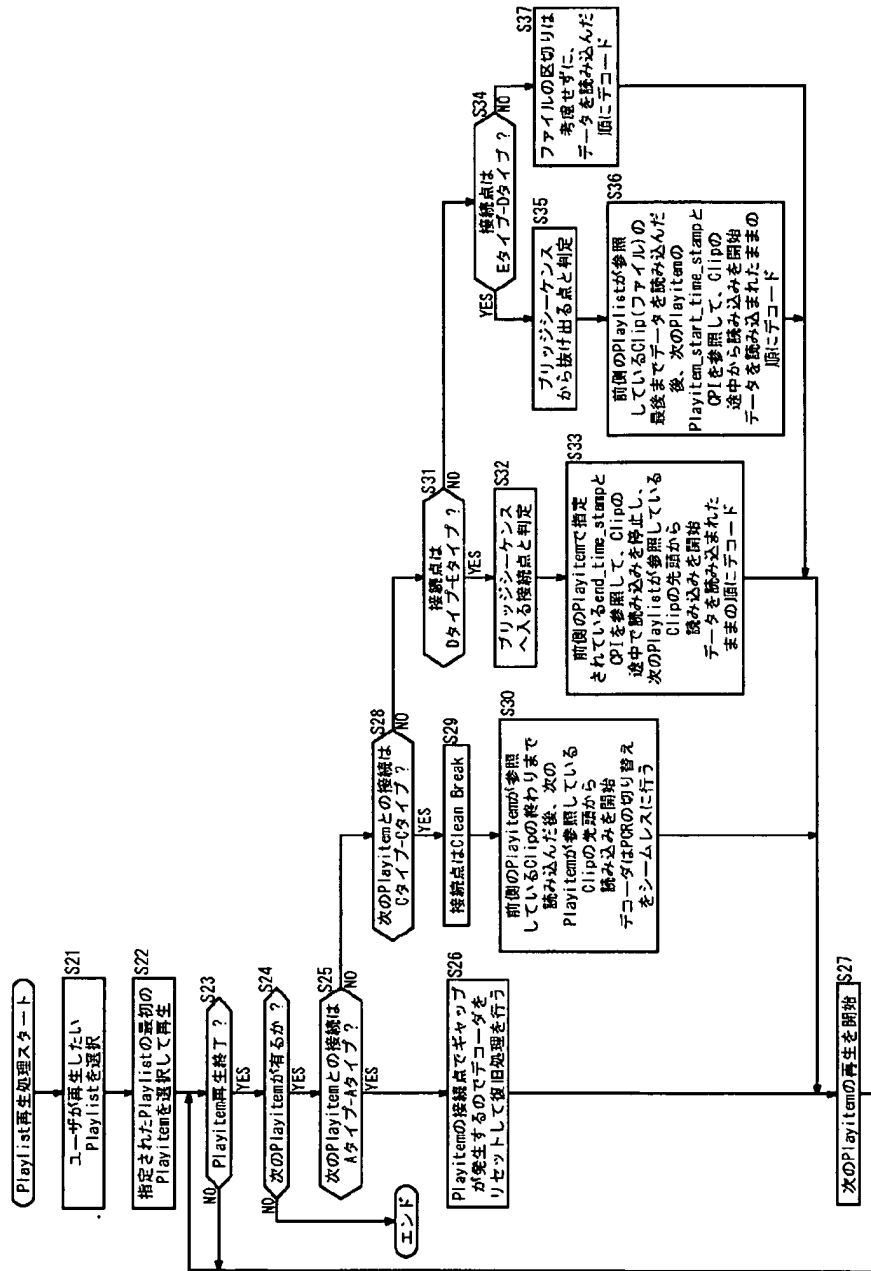 Playlist再生処理スタート
S21
ユーザが再生したい
Playlistを選択
S22
指定されたPlaylistの最初の
Playitemを選択して再生
S23
Playitem再生終了？
NO
YES
S24
次のPlayitemが有るか？
NO
YES
エンド
S25
次のPlayitemとの接続は
Aタイプ-Aタイプ？
NO
YES
S26
Playitemの接続点でギャップ
が発生するのでデコーダを
リセットして復旧処理を行う
S27
次のPlayitemの再生を開始
S28
次のPlayitemとの接続は
Cタイプ-Cタイプ？
NO
YES
S29
接続点はClean Break
S30
前側のPlayitemが参照
しているClipの終わりまで
読み込んだ後、次の
Playitemが参照している
Clipの先頭から
読み込みを開始
デコーダはPCRの切り替え
をシームレスに行う
S31
接続点は
Dタイプ-Eタイプ？
NO
YES
S32
ブリッジシーケンス
へ入る接続点と判定
S33
前側のPlayitemで指定
されているend_time_stampと
CPIを参照して、Clipの
途中で読み込みを停止し、
次のPlaylistが参照している
Clipの先頭から
読み込みを開始
データを読み込まれた
ままの順にデコード
S34
接続点は
Eタイプ-Dタイプ？
NO
YES
S35
ブリッジシーケンス
から抜け出る点と判定
S36
前側のPlaylistが参照
しているClip(ファイル)の
最後までデータを読み込んだ
後、次のPlayitemの
Playitem_start_time_stampと
CPIを参照して、Clipの
途中から読み込みを開始
データを読み込まれたままの
順にデコード
S37
ファイルの区切りは
考慮せずに、
データを読み込んだ
順にデコード